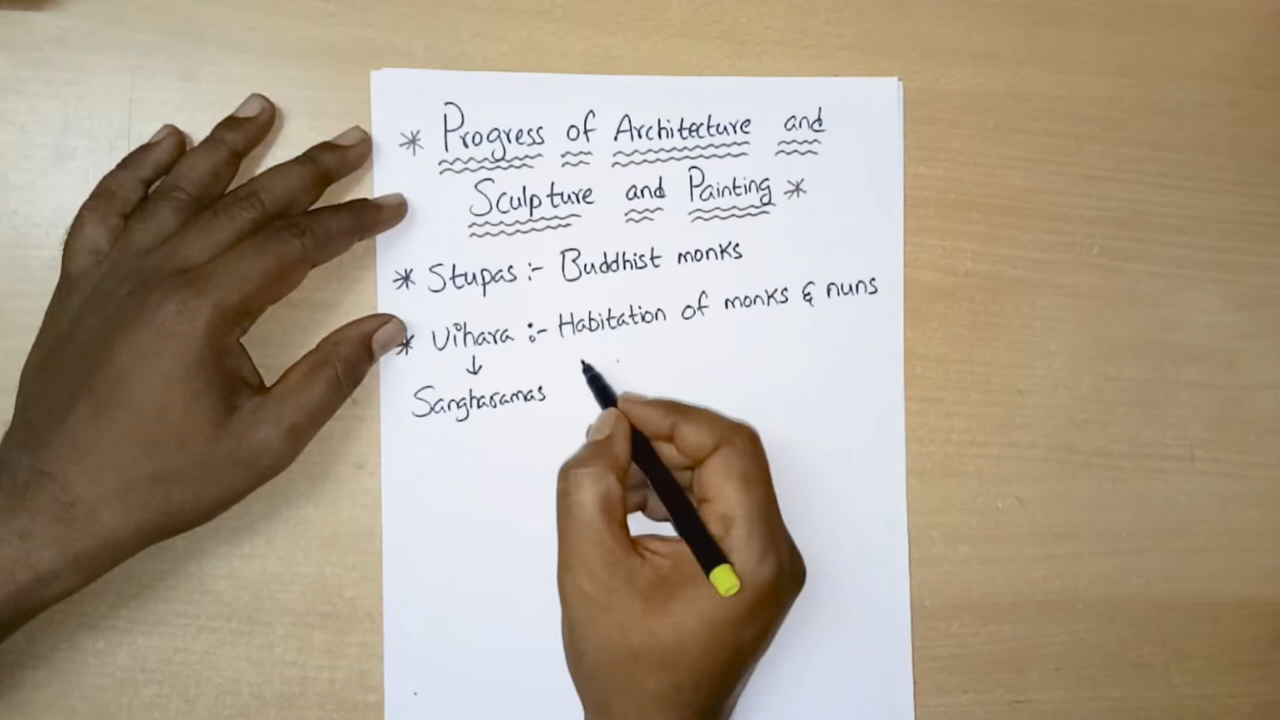 * Progress of Architecture and
Sculpture and Painting *
* Stupas :- Buddhist monks
* Vihara :- Habitation of monks & nuns
↓
Sangharamas